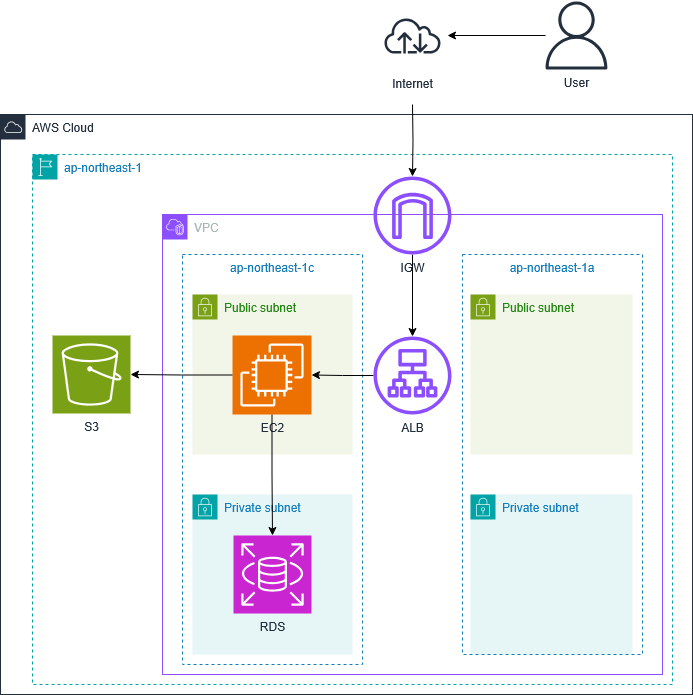 Internet
User
AWS Cloud
ap-northeast-1
VPC
IGW
ap-northeast-1c
ap-northeast-1a
Public subnet
Public subnet
S3
EC2
ALB
Private subnet
Private subnet
RDS